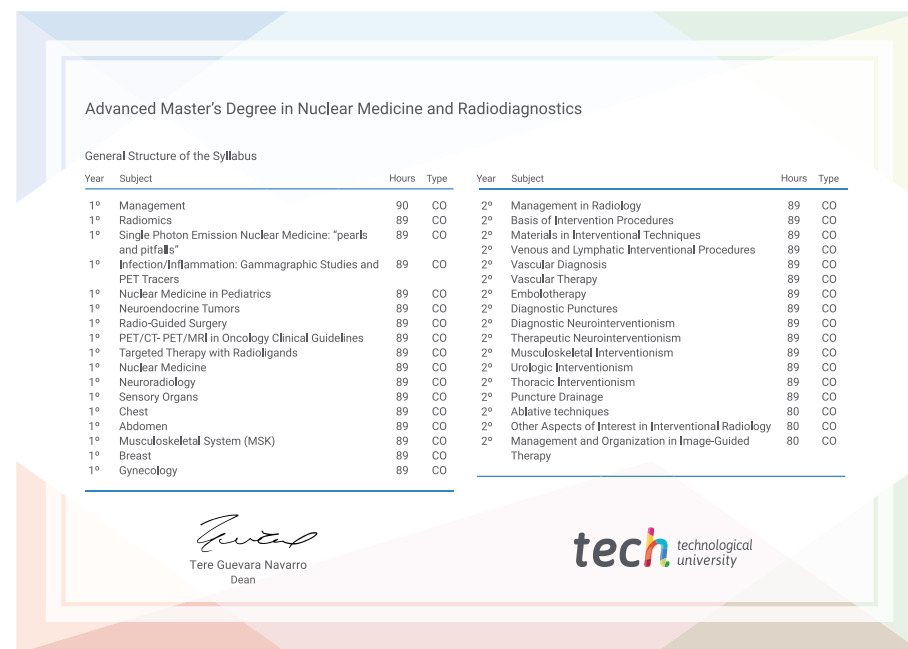 Advanced Master's Degree in Nuclear Medicine and Radiodiagnostics
General Structure of the Syllabus
Year Subject Hours Type
1º Management 90 CO
1º Radiomics 89 CO
1º Single Photon Emission Nuclear Medicine: “pearls 89 CO
and pitfalls”
1º Infection/Inflammation: Gammagraphic Studies and 89 CO
PET Tracers
1º Nuclear Medicine in Pediatrics 89 CO
1º Neuroendocrine Tumors 89 CO
1º Radio-Guided Surgery 89 CO
1º PET/CT- PET/MRI in Oncology Clinical Guidelines 89 CO
1º Targeted Therapy with Radioligands 89 CO
1º Nuclear Medicine 89 CO
1º Neuroradiology 89 CO
1º Sensory Organs 89 CO
1º Chest 89 CO
1º Abdomen 89 CO
1º Musculoskeletal System (MSK) 89 CO
1º Breast 89 CO
1º Gynecology 89 CO
Year Subject Hours Type
2º Management in Radiology 89 CO
2º Basis of Intervention Procedures 89 CO
2º Materials in Interventional Techniques 89 CO
2º Venous and Lymphatic Interventional Procedures 89 CO
2º Vascular Diagnosis 89 CO
2º Vascular Therapy 89 CO
2º Embolotherapy 89 CO
2º Diagnostic Punctures 89 CO
2º Diagnostic Neurointerventionism 89 CO
2º Therapeutic Neurointerventionism 89 CO
2º Musculoskeletal Interventionism 89 CO
2º Urologic Interventionism 89 CO
2º Thoracic Interventionism 89 CO
2º Puncture Drainage 89 CO
2º Ablative techniques 80 CO
2º Other Aspects of Interest in Interventional Radiology 80 CO
2º Management and Organization in Image-Guided 80 CO
Therapy
Tere Guevara Navarro
Dean
tech technological
university